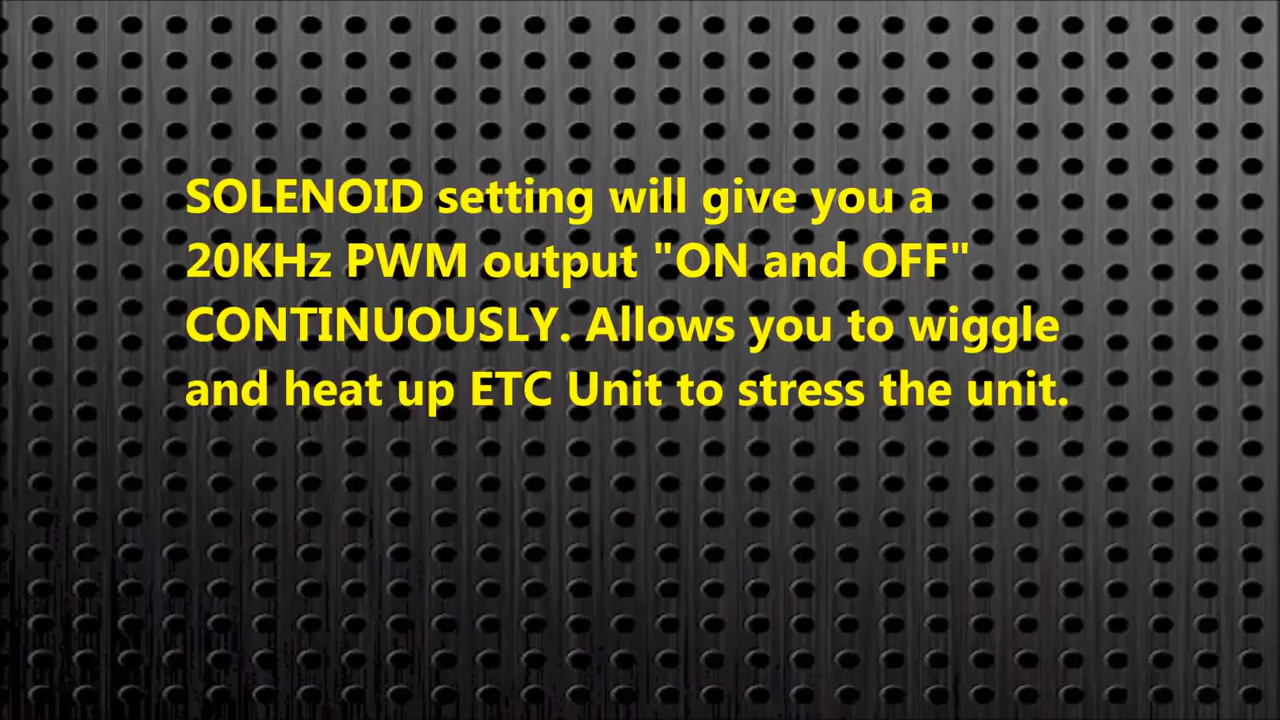 SOLENOID setting will give you a
20KHz PWM output "ON and OFF"
CONTINUOUSLY. Allows you to wiggle
and heat up ETC Unit to stress the unit.